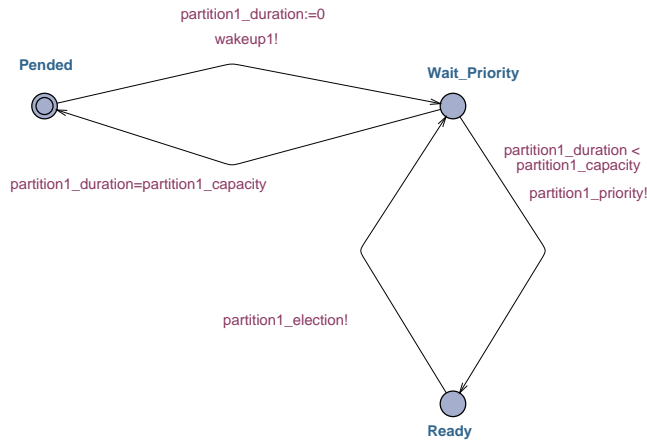 partition1_duration:=0
wakeup1!
Pended
Wait_Priority
partition1_duration <
partition1_capacity
partition1_duration=partition1_capacity
partition1_priority!
partition1_election!
Ready